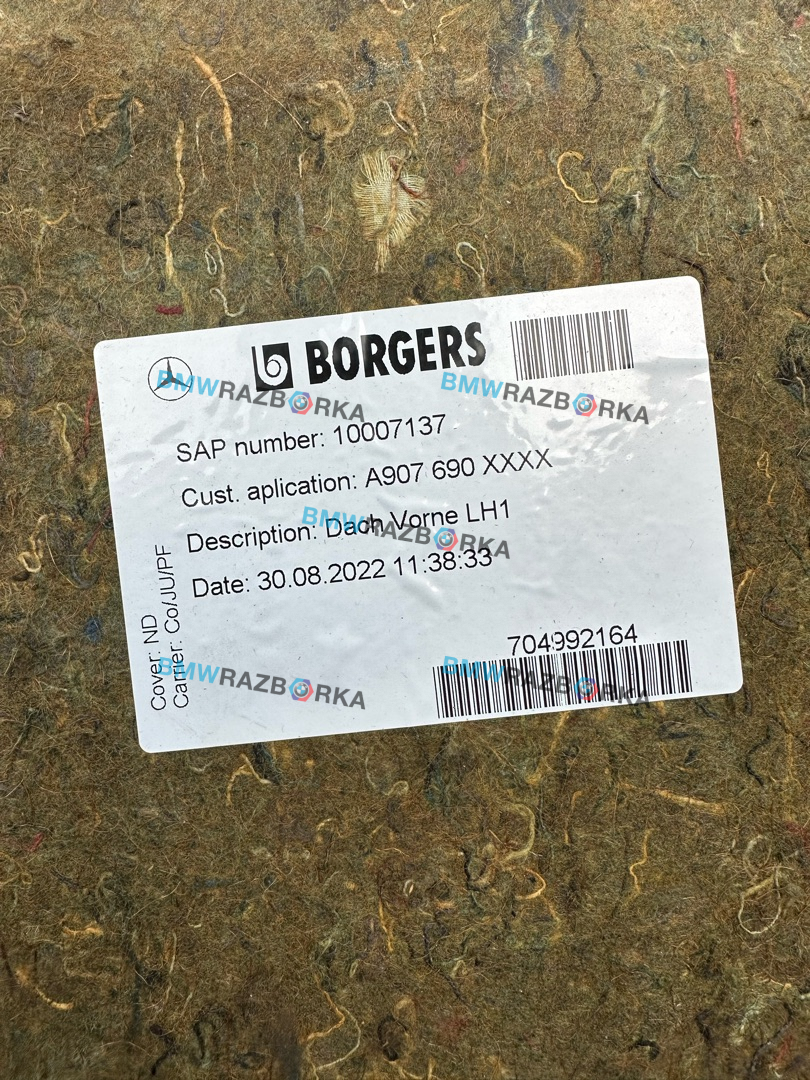 BORGERS
SAP number: 10007137
Cust. aplication: A907 690 XXXX
Description: Dach Vorne LH1
Date: 30.08.2022 11:38:33
704992164
Cover: ND
Carrier: Co/JU/PF
BMWRAZBORKA
BMWRAZBORKA
BMWRAZBORKA
BMWRAZBORKA
BMWRAZBORKA